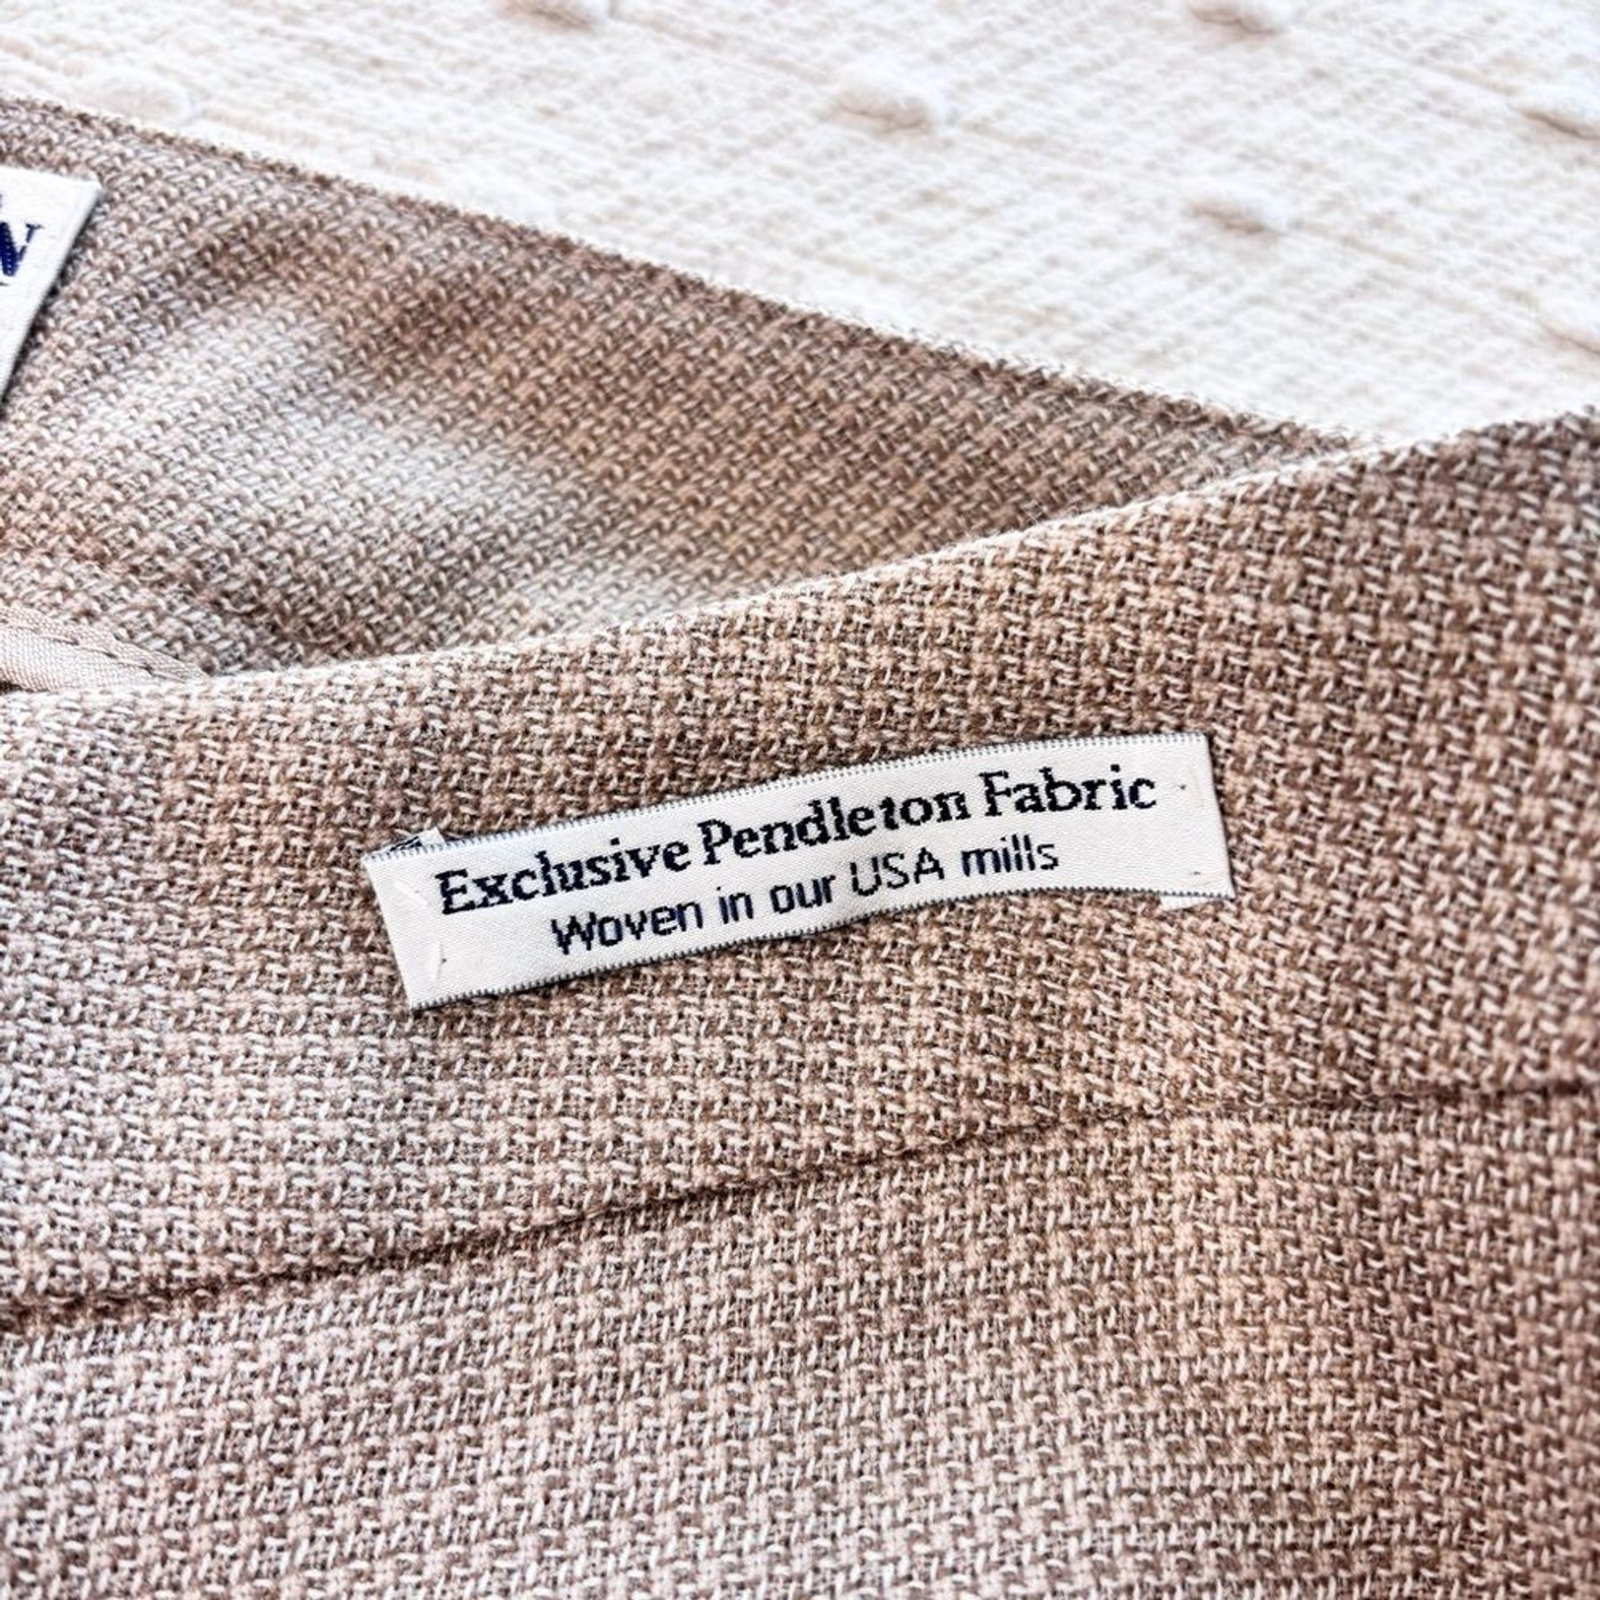 Exclusive Pendleton Fabric
Woven in our USA mills